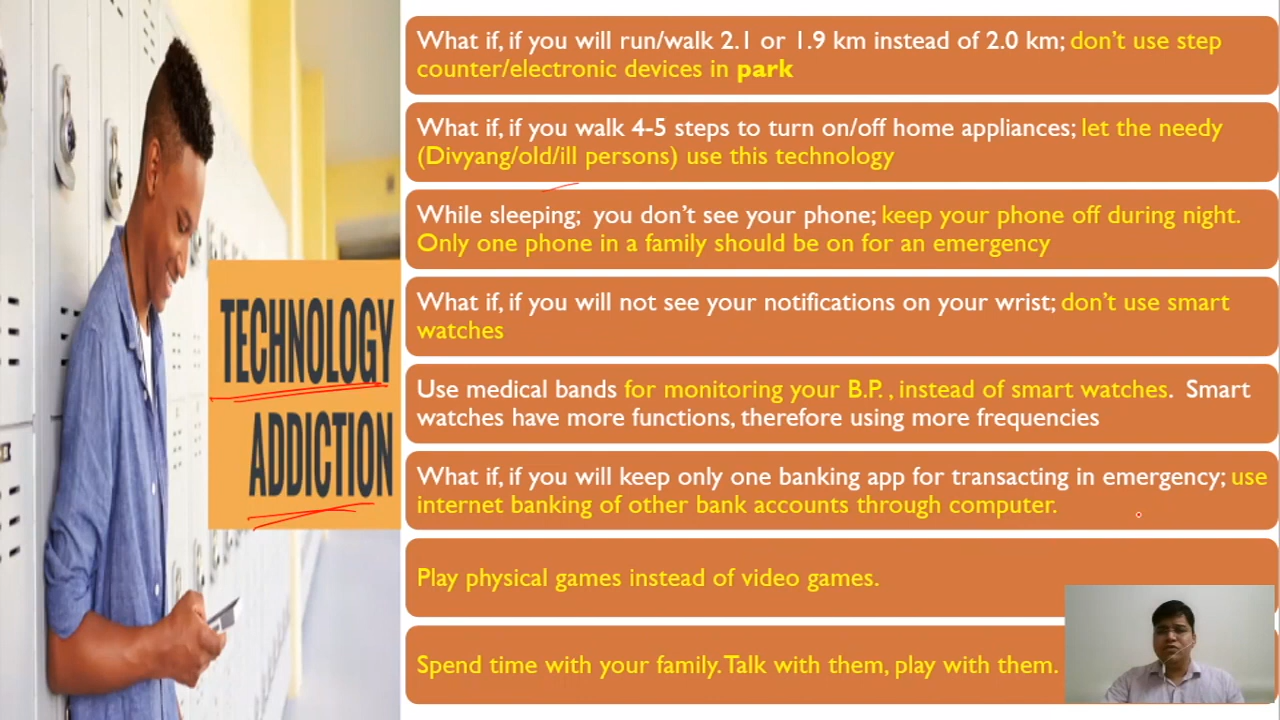 TECHNOLOGY
ADDICTION
What if, if you will run/walk 2.1 or 1.9 km instead of 2.0 km; don't use step
counter/electronic devices in park
What if, if you walk 4-5 steps to turn on/off home appliances; let the needy
(Divyang/old/ill persons) use this technology
While sleeping; you don't see your phone; keep your phone off during night.
Only one phone in a family should be on for an emergency
What if, if you will not see your notifications on your wrist; don't use smart
watches
Use medical bands for monitoring your B.P. , instead of smart watches. Smart
watches have more functions, therefore using more frequencies
What if, if you will keep only one banking app for transacting in emergency; use
internet banking of other bank accounts through computer.
Play physical games instead of video games.
Spend time with your family. Talk with them, play with them.